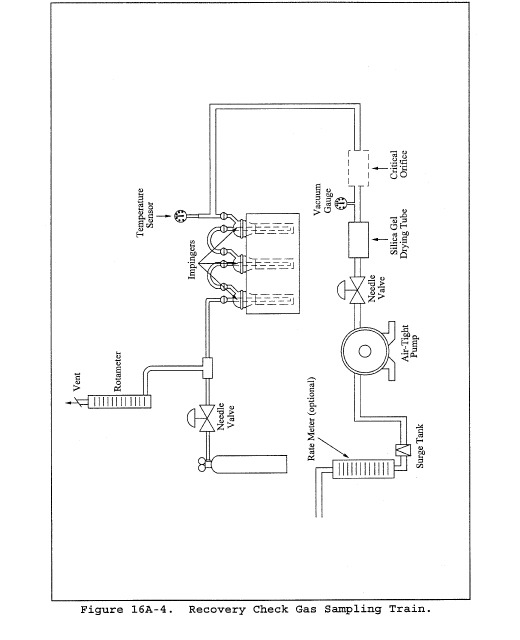 Temperature
Sensor
Critical
Orifice
Vacuum
Gauge
Impingers
Silica Gel
Drying Tube
Needle
Valve
Vent
Rotameter
Air-Tight
Pump
Needle
Valve
Rate Meter (optional)
Surge Tank
Figure 16A-4. Recovery Check Gas Sampling Train.